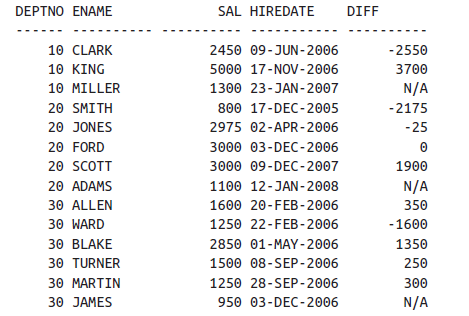 DEPTNO ENAME             SAL HIREDATE    DIFF
------ ---------- ---------- ----------- ----------
    10 CLARK            2450 09-JUN-2006      -2550
    10 KING             5000 17-NOV-2006       3700
    10 MILLER           1300 23-JAN-2007        N/A
    20 SMITH             800 17-DEC-2005      -2175
    20 JONES            2975 02-APR-2006        -25
    20 FORD             3000 03-DEC-2006          0
    20 SCOTT            3000 09-DEC-2007       1900
    20 ADAMS            1100 12-JAN-2008        N/A
    30 ALLEN            1600 20-FEB-2006        350
    30 WARD             1250 22-FEB-2006      -1600
    30 BLAKE            2850 01-MAY-2006       1350
    30 TURNER           1500 08-SEP-2006        250
    30 MARTIN           1250 28-SEP-2006        300
    30 JAMES             950 03-DEC-2006        N/A